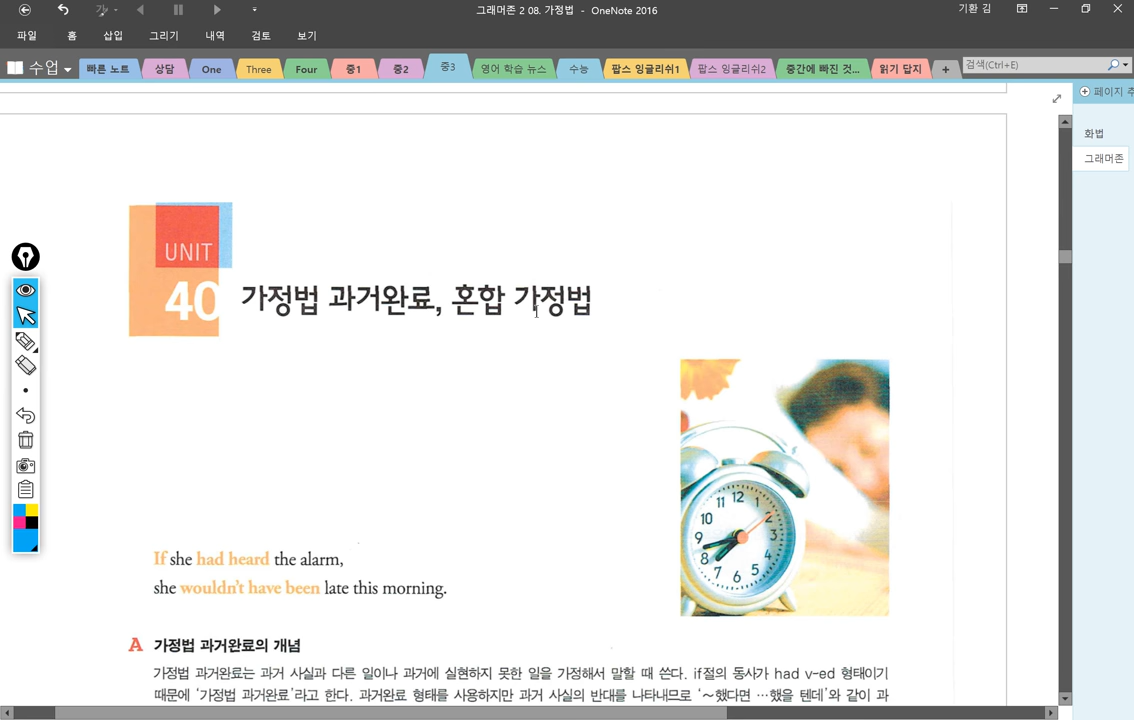 그래머존 2 08. 가정법 - OneNote 2016
기환 김
파일 홈 삽입 그리기 내역 검토 보기
수업 빠른 노트 상담 One Three Four 중1 중2 중3 영어 학습 뉴스 수능 팝스 잉글리쉬1 팝스 잉글리쉬2 중간에 빠진 것... 읽기 답지 + 검색(Ctrl+E)
페이지 추
화법
그래머존
UNIT
40 가정법 과거완료, 혼합 가정법
12 1 2 3 4 5 6 7 8 9 10 11
If she had heard the alarm,
she wouldn't have been late this morning.
A 가정법 과거완료의 개념
가정법 과거완료는 과거 사실과 다른 일이나 과거에 실현하지 못한 일을 가정해서 말할 때 쓴다. if절의 동사가 had v-ed 형태이기
때문에 '가정법 과거완료'라고 한다. 과거완료 형태를 사용하지만 과거 사실의 반대를 나타내므로 '~했다면 …했을 텐데'와 같이 과